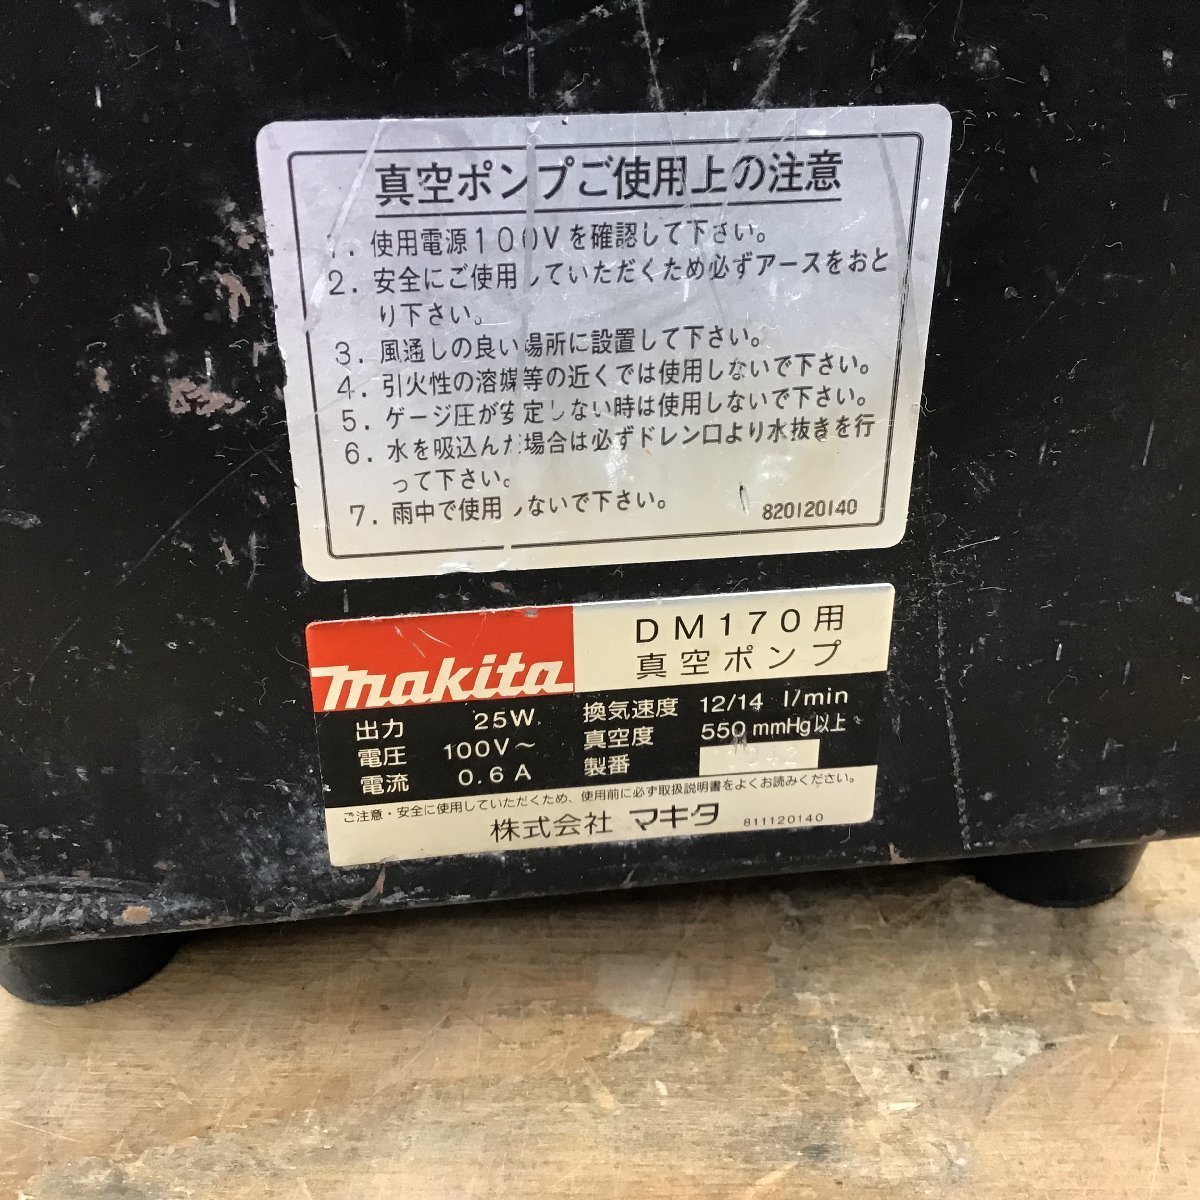 真空ポンプご使用上の注意
1. 使用電源100Vを確認して下さい。
2. 安全にご使用していただくため必ずアースをおと
り下さい。
3. 風通しの良い場所に設置して下さい。
4. 引火性の溶媒等の近くでは使用しないで下さい。
5. ゲージ圧が安定しない時は使用しないで下さい。
6. 水を吸込んだ場合は必ずドレン口より水抜きを行
って下さい。
7. 雨中で使用しないで下さい。
820120140
makita
DM170用
真空ポンプ
出力 25W
電圧 100V～
電流 0.6A
換気速度 12/14 l/min
真空度 550mmHg以上
製番
ご注意・安全に使用していただくため、使用前に必ず取扱説明書をよくお読みください。
株式会社 マキタ 811120140